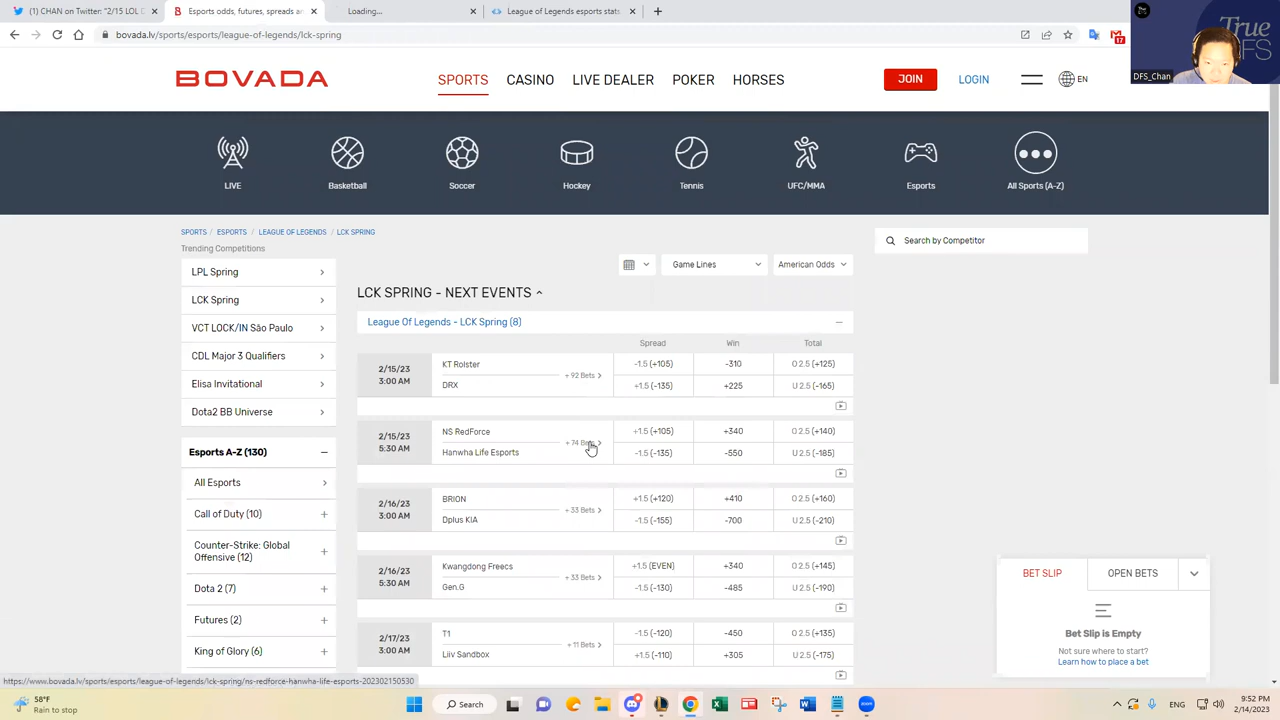 CHAN on Twitter "2/15 LOL D
Esports odds, futures, spreads a
Loading...
League of Legends esports stats
bovada.lv/sports/esports/league-of-legends/lck-spring
17
True
FS
DFS_Chan
BOVADA
SPORTS CASINO LIVE DEALER POKER HORSES
JOIN LOGIN EN
LIVE Basketball Soccer Hockey Tennis UFC/MMA Esports All Sports (A-Z)
SPORTS / ESPORTS / LEAGUE OF LEGENDS / LCK SPRING
Trending Competitions
LPL Spring
LCK Spring
VCT LOCK/IN São Paulo
CDL Major 3 Qualifiers
Elisa Invitational
Dota2 BB Universe
Esports A-Z (130)
All Esports
Call of Duty (10)
Counter-Strike: Global
Offensive (12)
Dota 2 (7)
Futures (2)
King of Glory (6)
Search by Competitor
Game Lines American Odds
LCK SPRING - NEXT EVENTS
League Of Legends - LCK Spring (8)
Spread Win Total
2/15/23
3:00 AM
KT Rolster -1.5 (+105) -310 O 2.5 (+125)
+ 92 Bets
DRX +1.5 (-135) +225 U 2.5 (-165)
2/15/23
5:30 AM
NS RedForce +1.5 (+105) +340 O 2.5 (+140)
+ 74 Bets
Hanwha Life Esports -1.5 (-135) -550 U 2.5 (-185)
2/16/23
3:00 AM
BRION +1.5 (+120) +410 O 2.5 (+160)
+ 33 Bets
Dplus KIA -1.5 (-155) -700 U 2.5 (-210)
2/16/23
5:30 AM
Kwangdong Freecs +1.5 (EVEN) +340 O 2.5 (+145)
+ 33 Bets
Gen.G -1.5 (-130) -485 U 2.5 (-190)
2/17/23
3:00 AM
T1 -1.5 (-120) -450 O 2.5 (+135)
+ 11 Bets
Liiv Sandbox +1.5 (-110) +305 U 2.5 (-175)
BET SLIP OPEN BETS
Bet Slip is Empty
Not sure where to start?
Learn how to place a bet
https://www.bovada.lv/sports/esports/league-of-legends/lck-spring/ns-redforce-hanwha-life-esports-202302150530
58°F
Rain to stop
Search
ENG
9:52 PM
2/14/2023